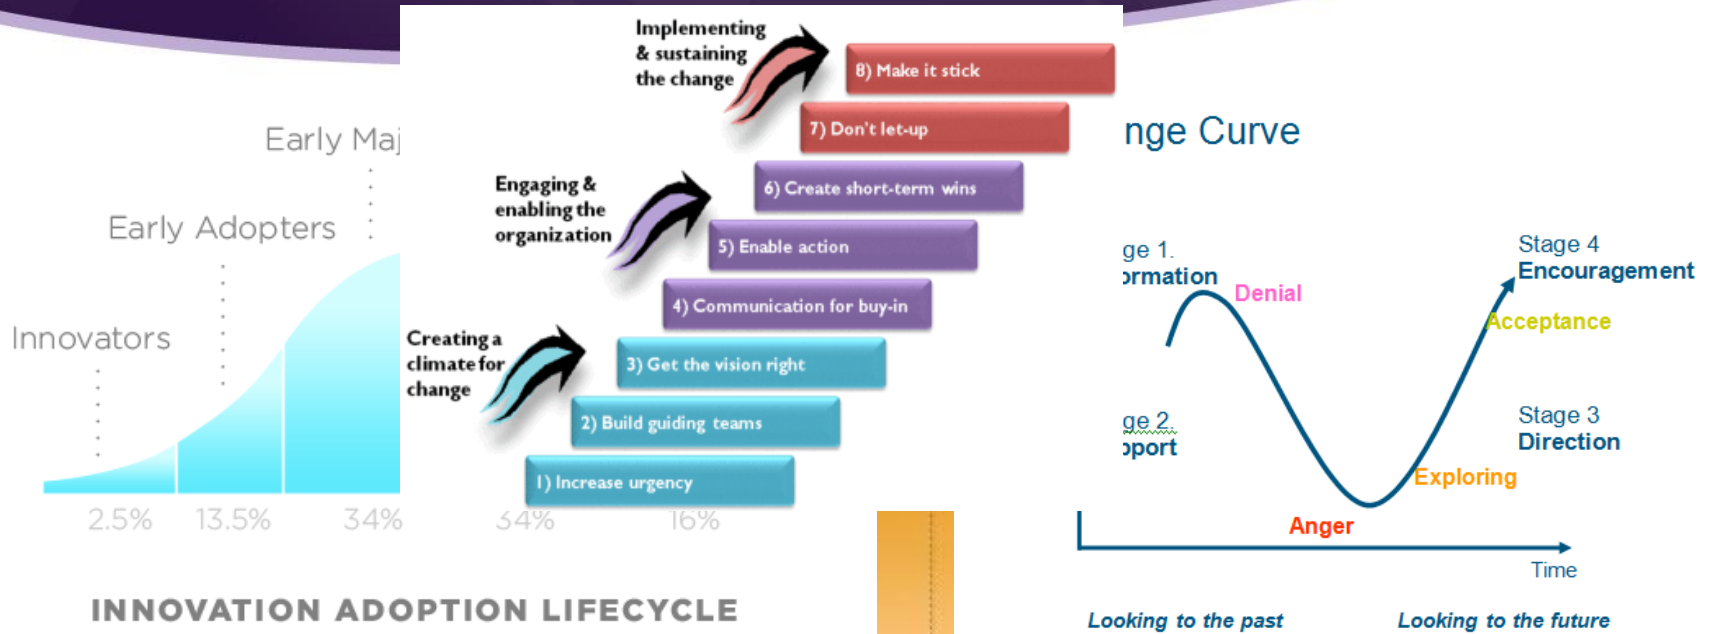 Early Maj
Early Adopters
Innovators
2.5%
13.5%
34%
34%
16%
INNOVATION ADOPTION LIFECYCLE
Implementing
& sustaining
the change
8) Make it stick
7) Don't let-up
Engaging &
enabling the
organization
6) Create short-term wins
5) Enable action
4) Communication for buy-in
Creating a
climate for
change
3) Get the vision right
2) Build guiding teams
1) Increase urgency
nge Curve
ge 1.
ormation
Denial
Stage 4
Encouragement
Acceptance
ge 2.
pport
Stage 3
Direction
Exploring
Anger
Time
Looking to the past
Looking to the future